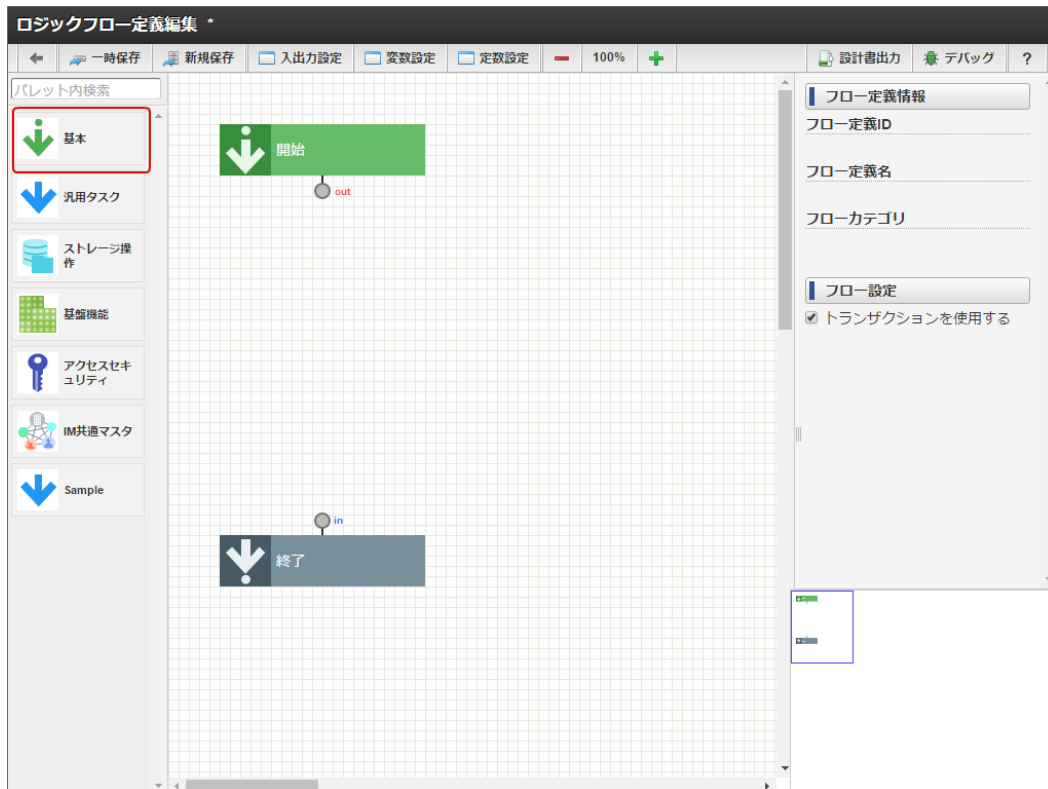 ロジックフロー定義編集 *
一時保存 新規保存 入出力設定 変数設定 定数設定 100% 設計書出力 デバッグ ?
パレット内検索
基本
汎用タスク
ストレージ操
作
基盤機能
アクセスセキ
ュリティ
IM共通マスタ
Sample
開始
out
in
終了
フロー定義情報
フロー定義ID
フロー定義名
フローカテゴリ
フロー設定
トランザクションを使用する